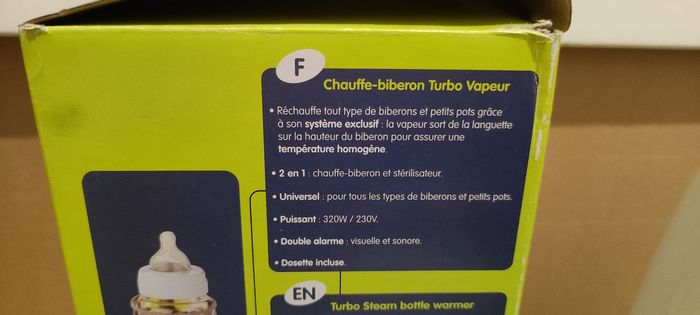 F
Chauffe-biberon Turbo Vapeur
• Réchauffe tout type de biberons et petits pots grâce
à son système exclusif : la vapeur sort de la languette
sur la hauteur du biberon pour assurer une
température homogène.
• 2 en 1 : chauffe-biberon et stérilisateur.
• Universel : pour tous les types de biberons et petits pots.
• Puissant : 320W / 230V.
• Double alarme : visuelle et sonore.
• Dosette incluse.
EN
Turbo Steam bottle warmer